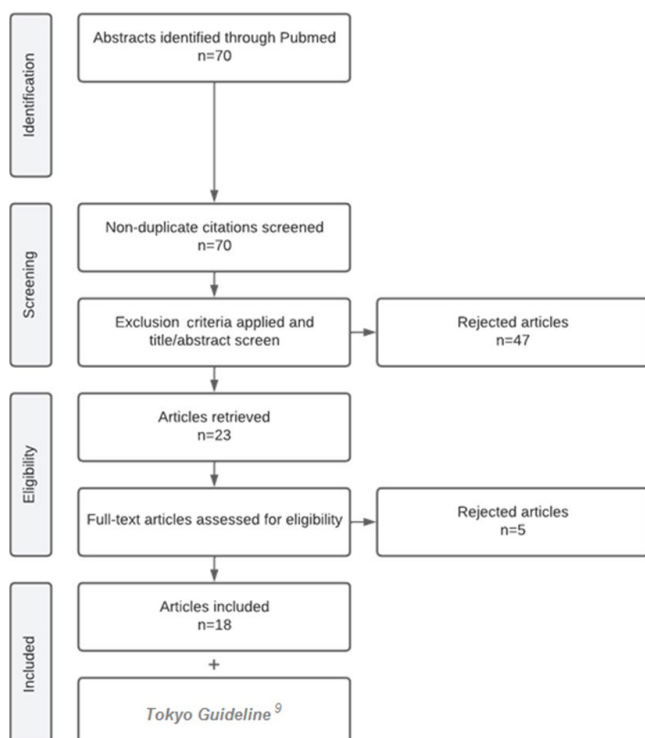 Identification
Abstracts identified through Pubmed
n=70
Screening
Non-duplicate citations screened
n=70
Exclusion criteria applied and
title/abstract screen
Rejected articles
n=47
Eligibility
Articles retrieved
n=23
Full-text articles assessed for eligibility
Rejected articles
n=5
Included
Articles included
n=18
+
Tokyo Guideline 9